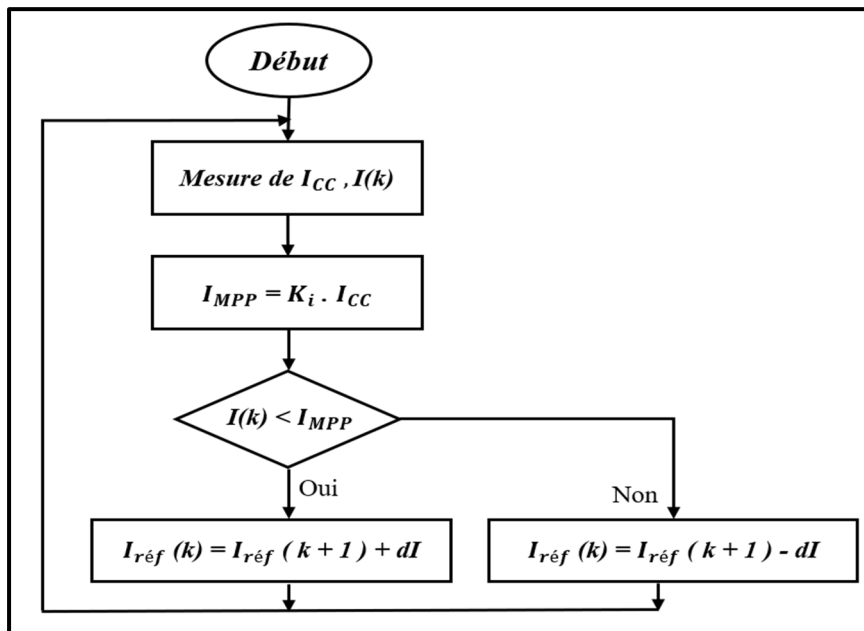 Début
Mesure de I_CC , I(k)
I_MPP = K_i . I_CC
I(k) < I_MPP
Oui
Non
I_réf (k) = I_réf ( k + 1 ) + dI
I_réf (k) = I_réf ( k + 1 ) - dI